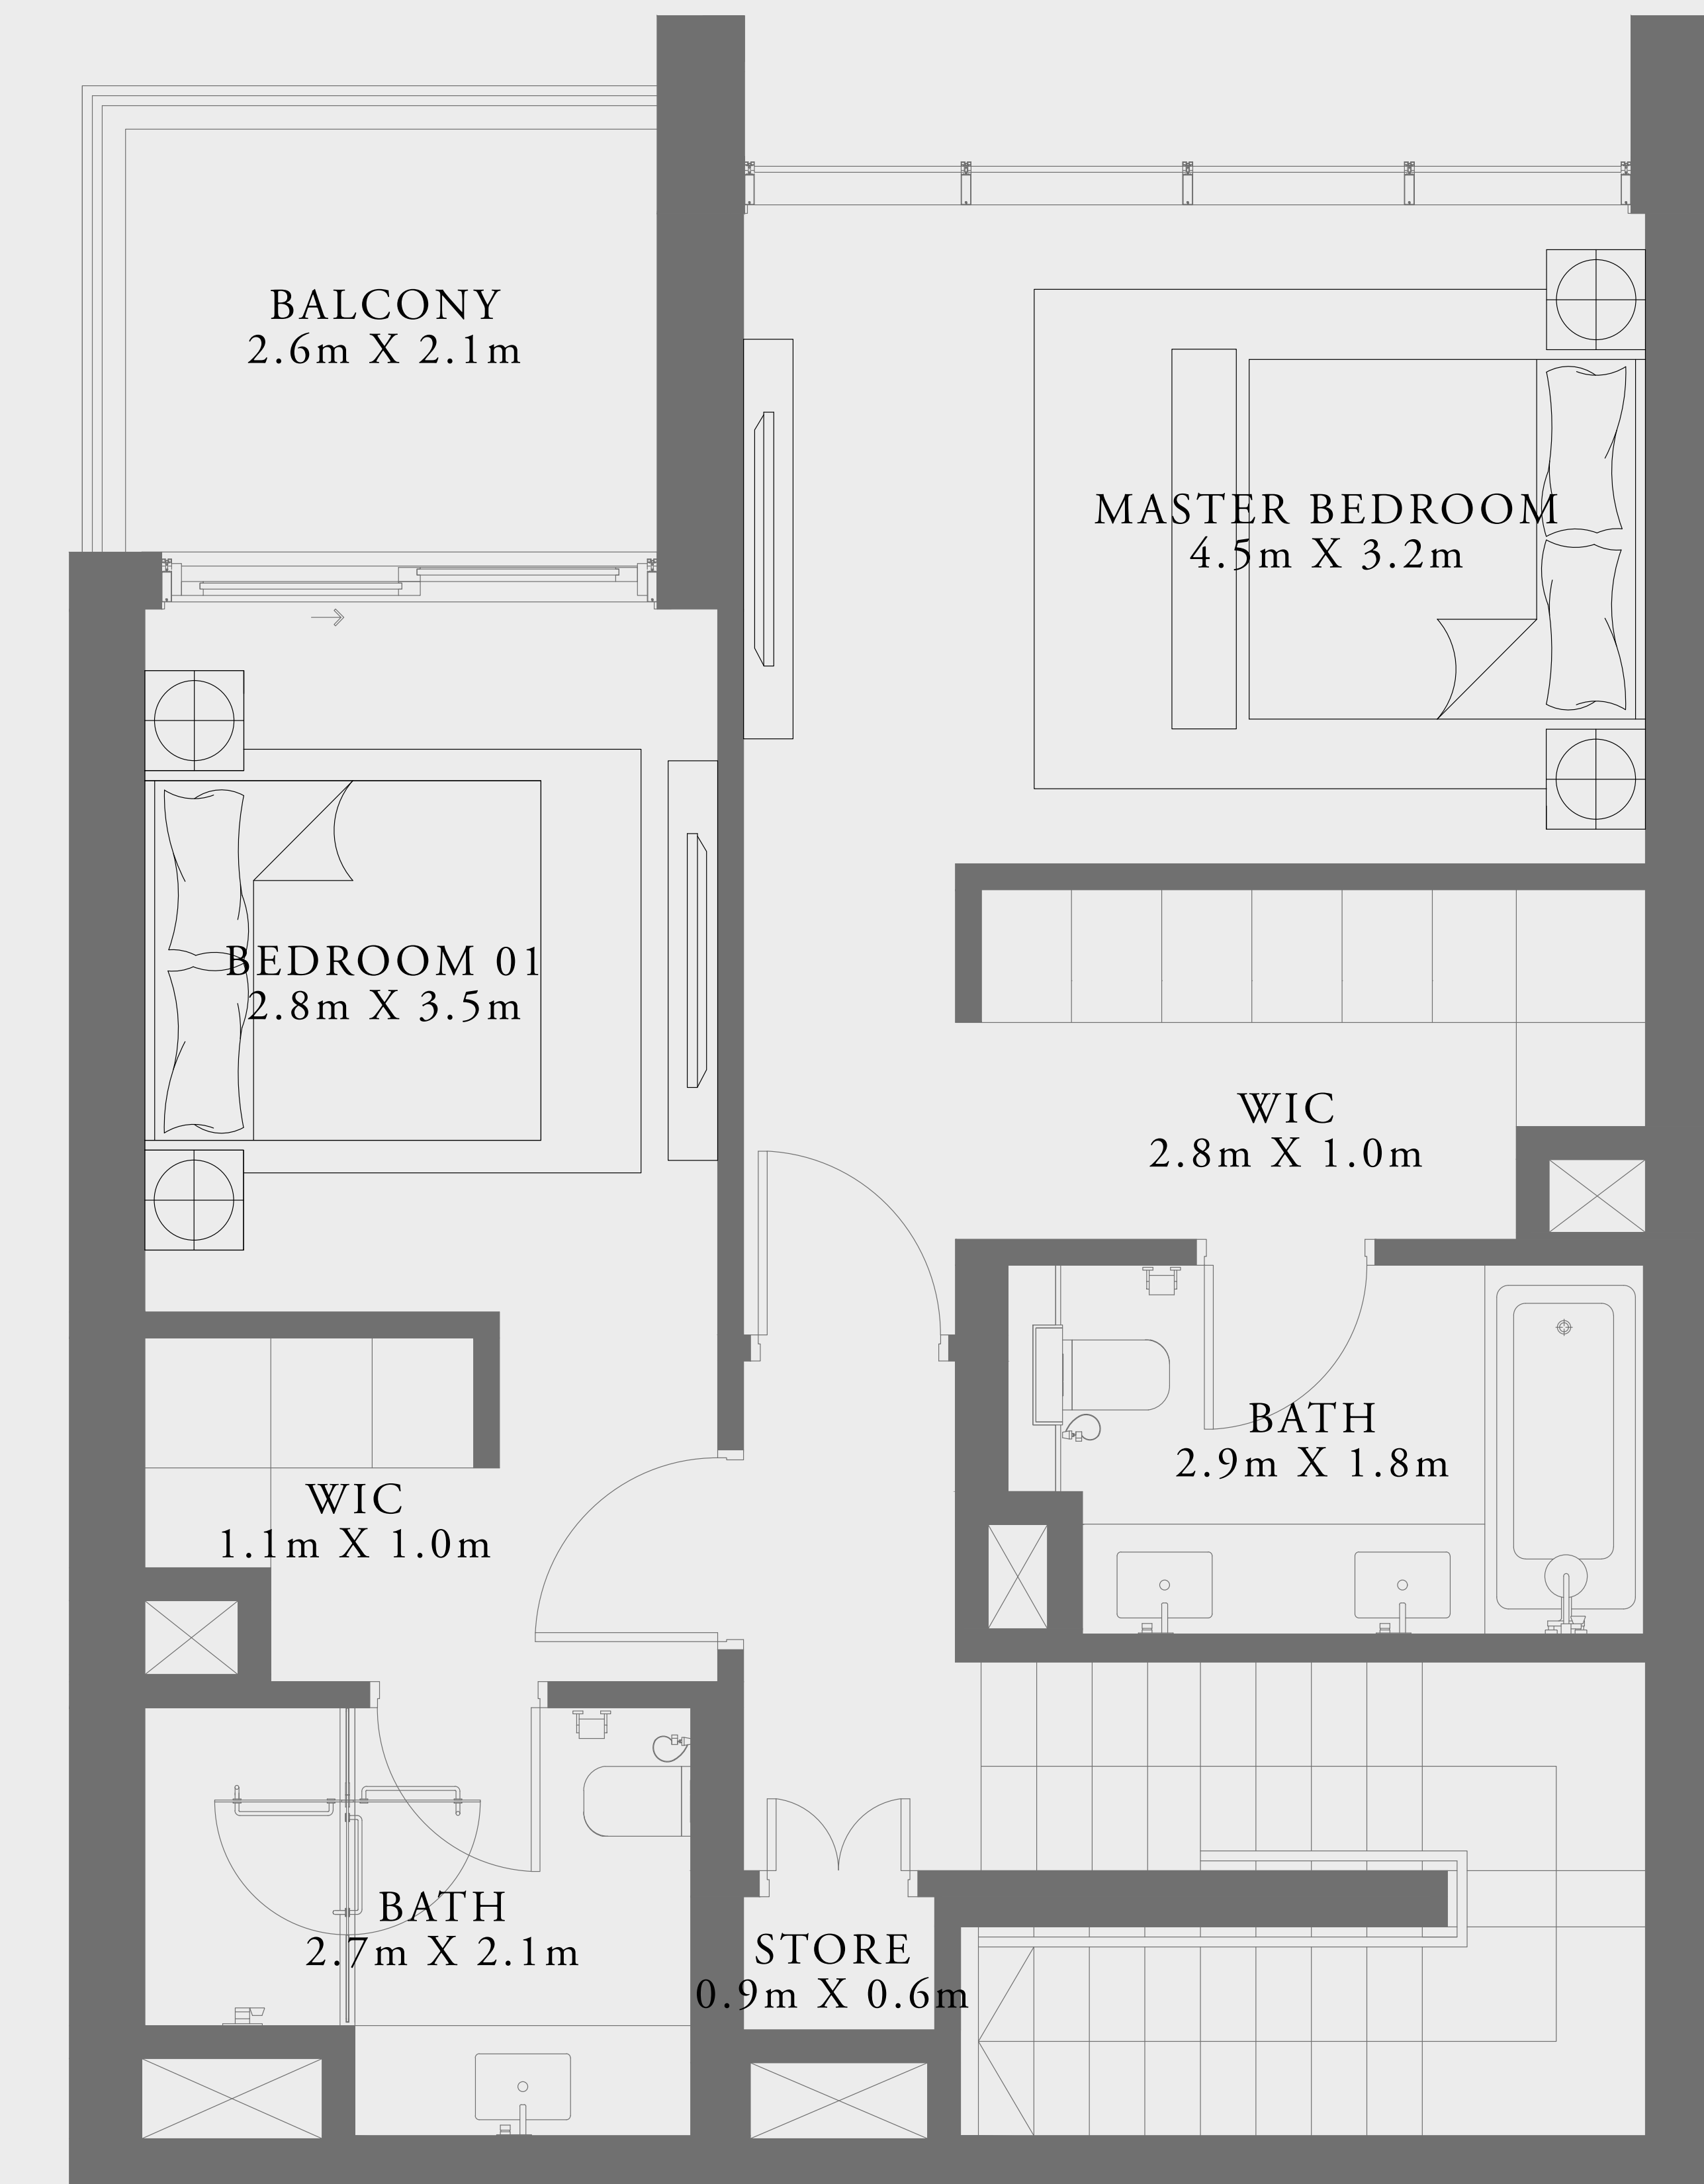 BALCONY
2.6m X 2.1m
MASTER BEDROOM
4.5m X 3.2m
BEDROOM 01
2.8m X 3.5m
WIC
2.8m X 1.0m
BATH
2.9m X 1.8m
WIC
1.1m X 1.0m
BATH
2.7m X 2.1m
STORE
0.9m X 0.6m